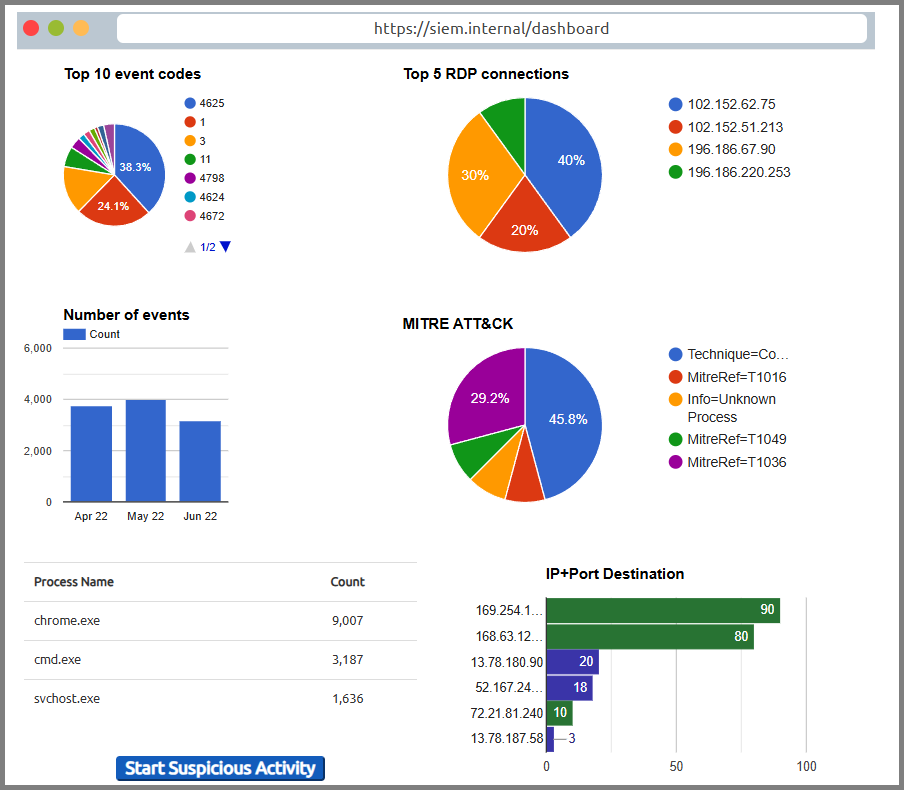 https://siem.internal/dashboard
Top 10 event codes
38.3%
24.1%
4625
1
3
11
4798
4624
4672
1/2
Top 5 RDP connections
40%
30%
20%
102.152.62.75
102.152.51.213
196.186.67.90
196.186.220.253
Number of events
Count
6,000
4,000
2,000
0
Apr 22 May 22 Jun 22
MITRE ATT&CK
29.2%
45.8%
Technique=Co…
MitreRef=T1016
Info=Unknown
Process
MitreRef=T1049
MitreRef=T1036
Process Name Count
chrome.exe 9,007
cmd.exe 3,187
svchost.exe 1,636
Start Suspicious Activity
IP+Port Destination
169.254.1… 90
168.63.12… 80
13.78.180.90 20
52.167.24… 18
72.21.81.240 10
13.78.187.58 3
0 50 100